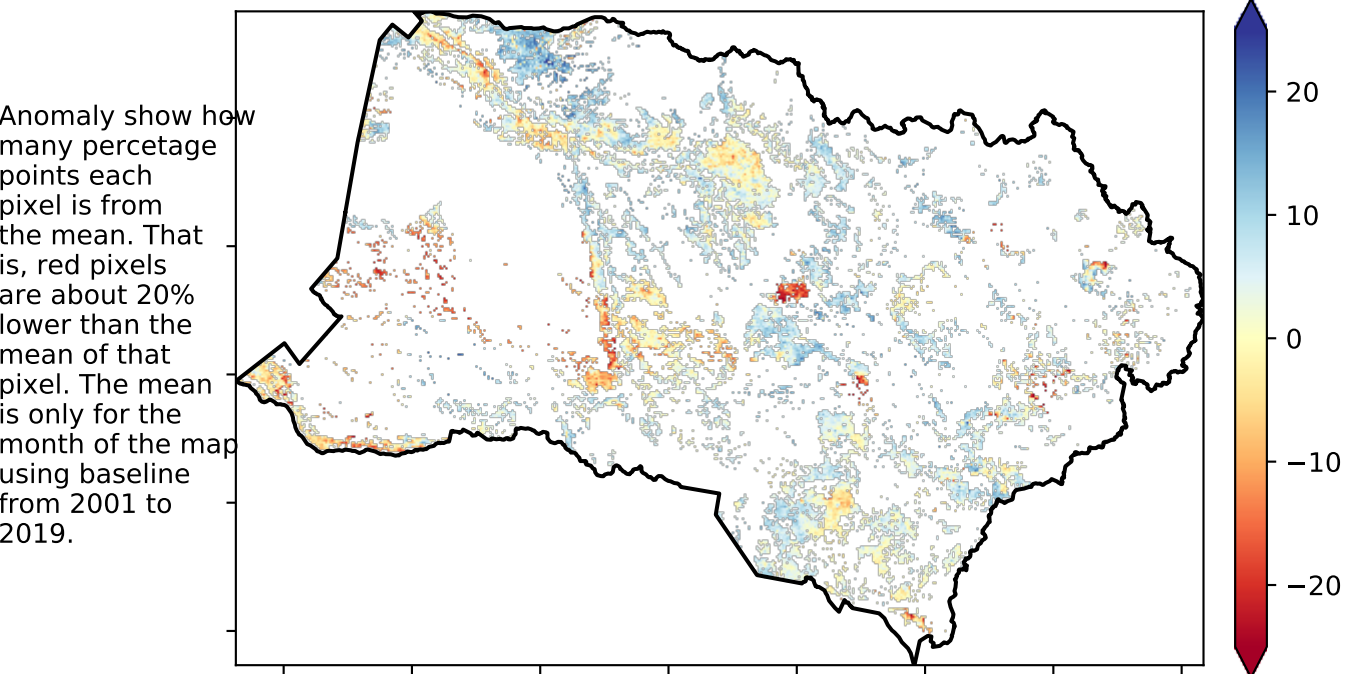 Anomaly show how
many percetage
points each
pixel is from
the mean. That
is, red pixels
are about 20%
lower than the
mean of that
pixel. The mean
is only for the
month of the map
using baseline
from 2001 to
2019.
20
10
0
−10
−20